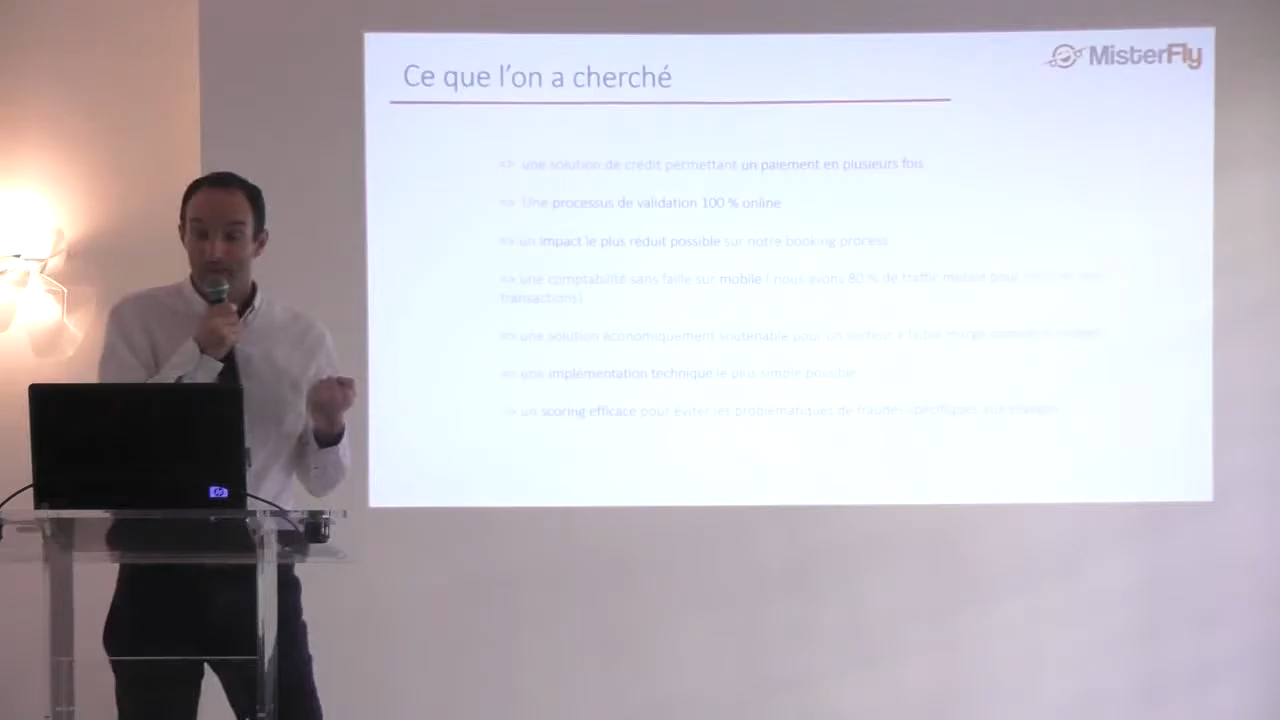 Ce que l'on a cherché
MisterFly
=> une solution de crédit permettant un paiement en plusieurs fois
=> Une processus de validation 100 % online
=> un impact le plus réduit possible sur notre booking process
=> une comptabilité sans faille sur mobile ( nous avons 80 % de traffic mobile pour
transactions)
=> une solution économiquement soutenable pour un secteur à faible marge
=> une implémentation technique le plus simple possible
=> un scoring efficace pour éviter les problématiques de fraudes spécifiques aux
hp